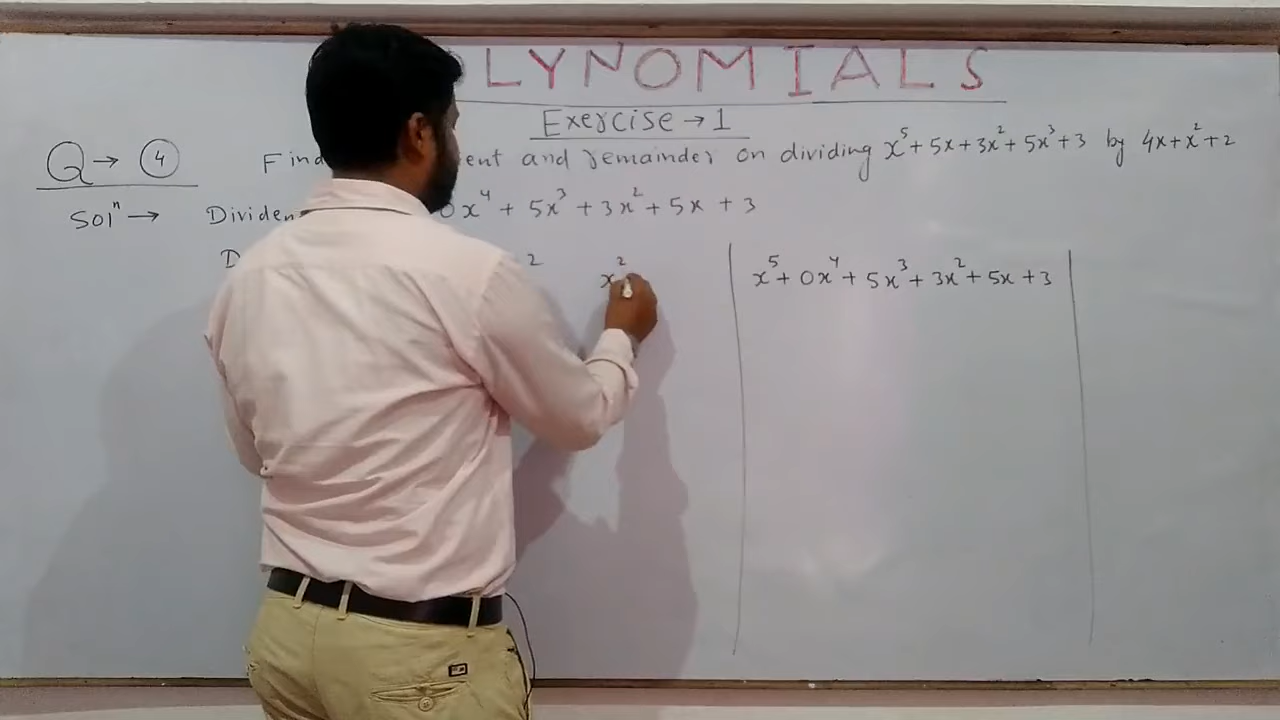 LYNOMIALS
Exercise → 1
Q → 4 Find ent and remainder on dividing x⁵ + 5x + 3x² + 5x³ + 3 by 4x + x² + 2
Solⁿ → Dividen 0x⁴ + 5x³ + 3x² + 5x + 3
D 2 x² x⁵ + 0x⁴ + 5x³ + 3x² + 5x + 3